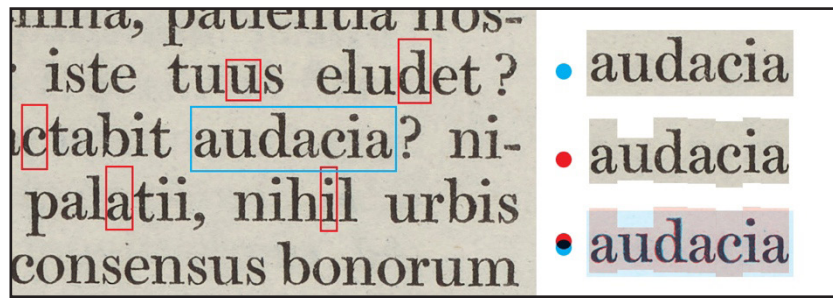 patientia nos-
iste tuus eludet ?
ctabit audacia? ni-
palatii, nihil urbis
consensus bonorum
audacia
audacia
audacia